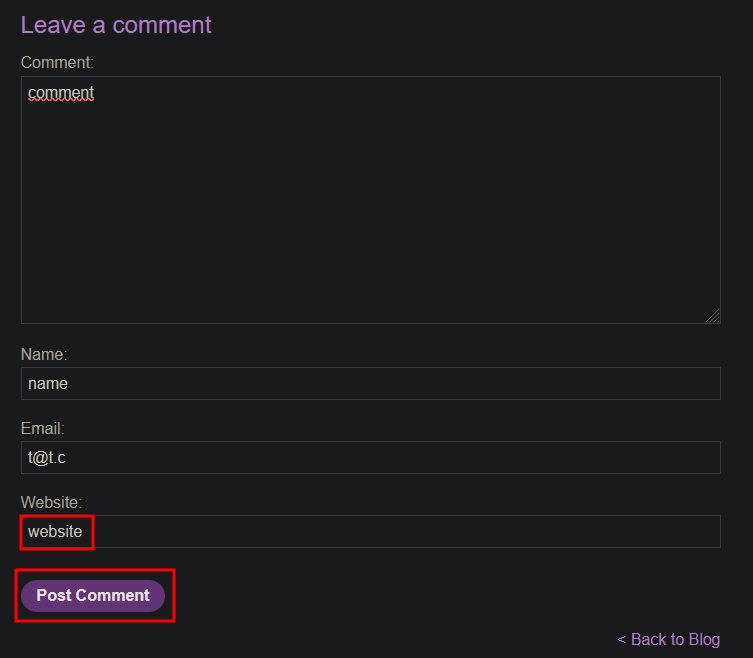 Leave a comment
Comment:
comment
Name:
name
Email:
t@t.c
Website:
website
Post Comment
< Back to Blog